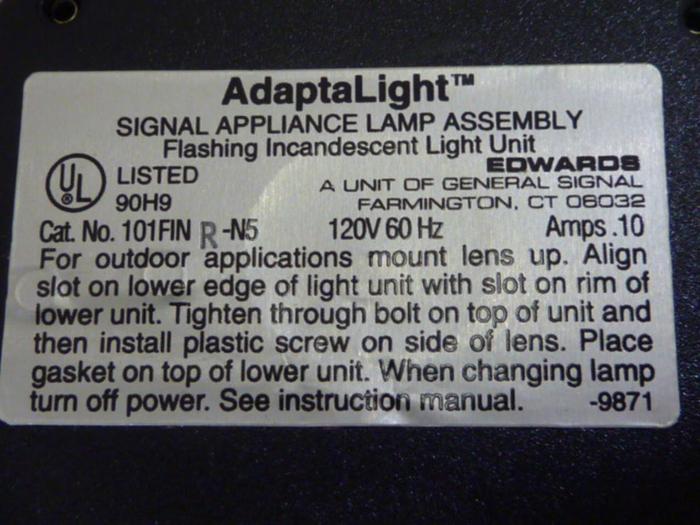 AdaptaLight™
SIGNAL APPLIANCE LAMP ASSEMBLY
Flashing Incandescent Light Unit
EDWARDS
UL® LISTED
90H9
A UNIT OF GENERAL SIGNAL
FARMINGTON, CT 06032
Cat. No. 101FIN R -N5 120V 60 Hz Amps .10
For outdoor applications mount lens up. Align
slot on lower edge of light unit with slot on rim of
lower unit. Tighten through bolt on top of unit and
then install plastic screw on side of lens. Place
gasket on top of lower unit. When changing lamp
turn off power. See instruction manual. -9871